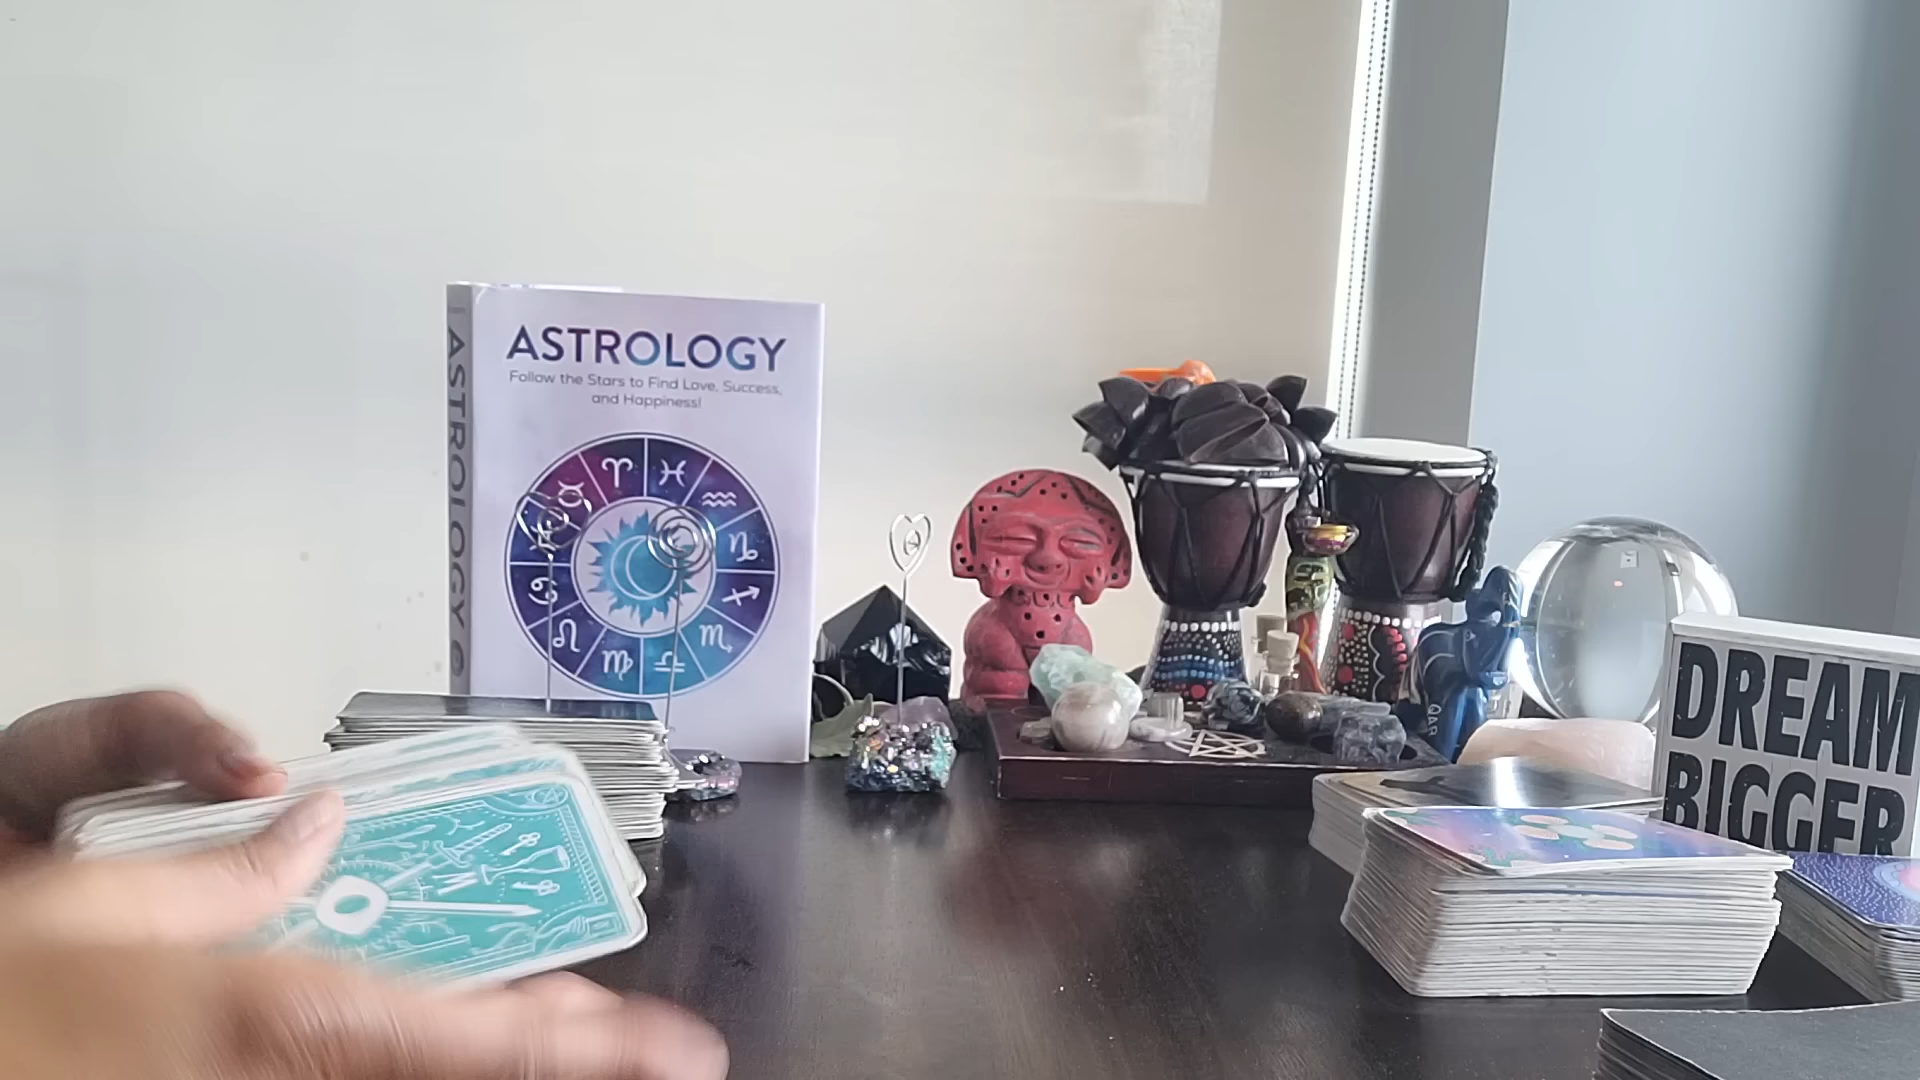 ASTROLOGY
ASTROLOGY
Follow the Stars to Find Love, Success,
and Happiness!
DREAM
BIGGER